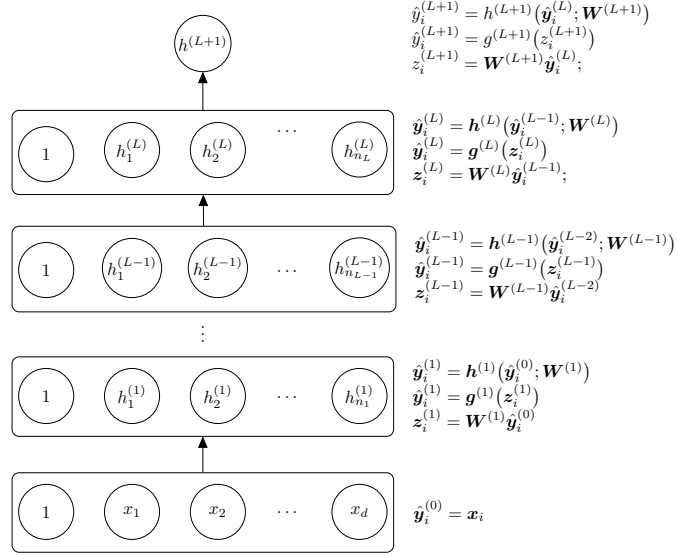 h^{(L+1)}
ŷ_i^{(L+1)} = h^{(L+1)}(ŷ_i^{(L)}; W^{(L+1)})
ŷ_i^{(L+1)} = g^{(L+1)}(z_i^{(L+1)})
z_i^{(L+1)} = W^{(L+1)}ŷ_i^{(L)};
1 h_1^{(L)} h_2^{(L)} ⋯ h_{n_L}^{(L)}
ŷ_i^{(L)} = h^{(L)}(ŷ_i^{(L-1)}; W^{(L)})
ŷ_i^{(L)} = g^{(L)}(z_i^{(L)})
z_i^{(L)} = W^{(L)}ŷ_i^{(L-1)};
1 h_1^{(L-1)} h_2^{(L-1)} ⋯ h_{n_{L-1}}^{(L-1)}
ŷ_i^{(L-1)} = h^{(L-1)}(ŷ_i^{(L-2)}; W^{(L-1)})
ŷ_i^{(L-1)} = g^{(L-1)}(z_i^{(L-1)})
z_i^{(L-1)} = W^{(L-1)}ŷ_i^{(L-2)}
⋮
1 h_1^{(1)} h_2^{(1)} ⋯ h_{n_1}^{(1)}
ŷ_i^{(1)} = h^{(1)}(ŷ_i^{(0)}; W^{(1)})
ŷ_i^{(1)} = g^{(1)}(z_i^{(1)})
z_i^{(1)} = W^{(1)}ŷ_i^{(0)}
1 x_1 x_2 ⋯ x_d
ŷ_i^{(0)} = x_i